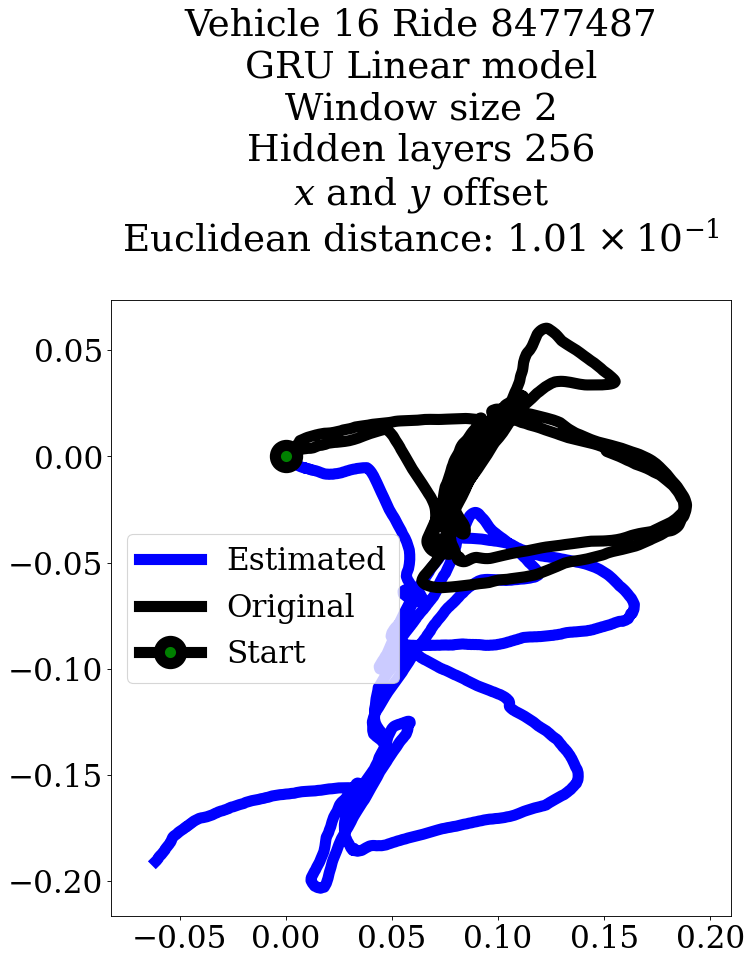 Vehicle 16 Ride 8477487
GRU Linear model
Window size 2
Hidden layers 256
x and y offset
Euclidean distance: 1.01 × 10⁻¹
0.05
0.00
−0.05
−0.10
−0.15
−0.20
Estimated
Original
Start
−0.05 0.00 0.05 0.10 0.15 0.20